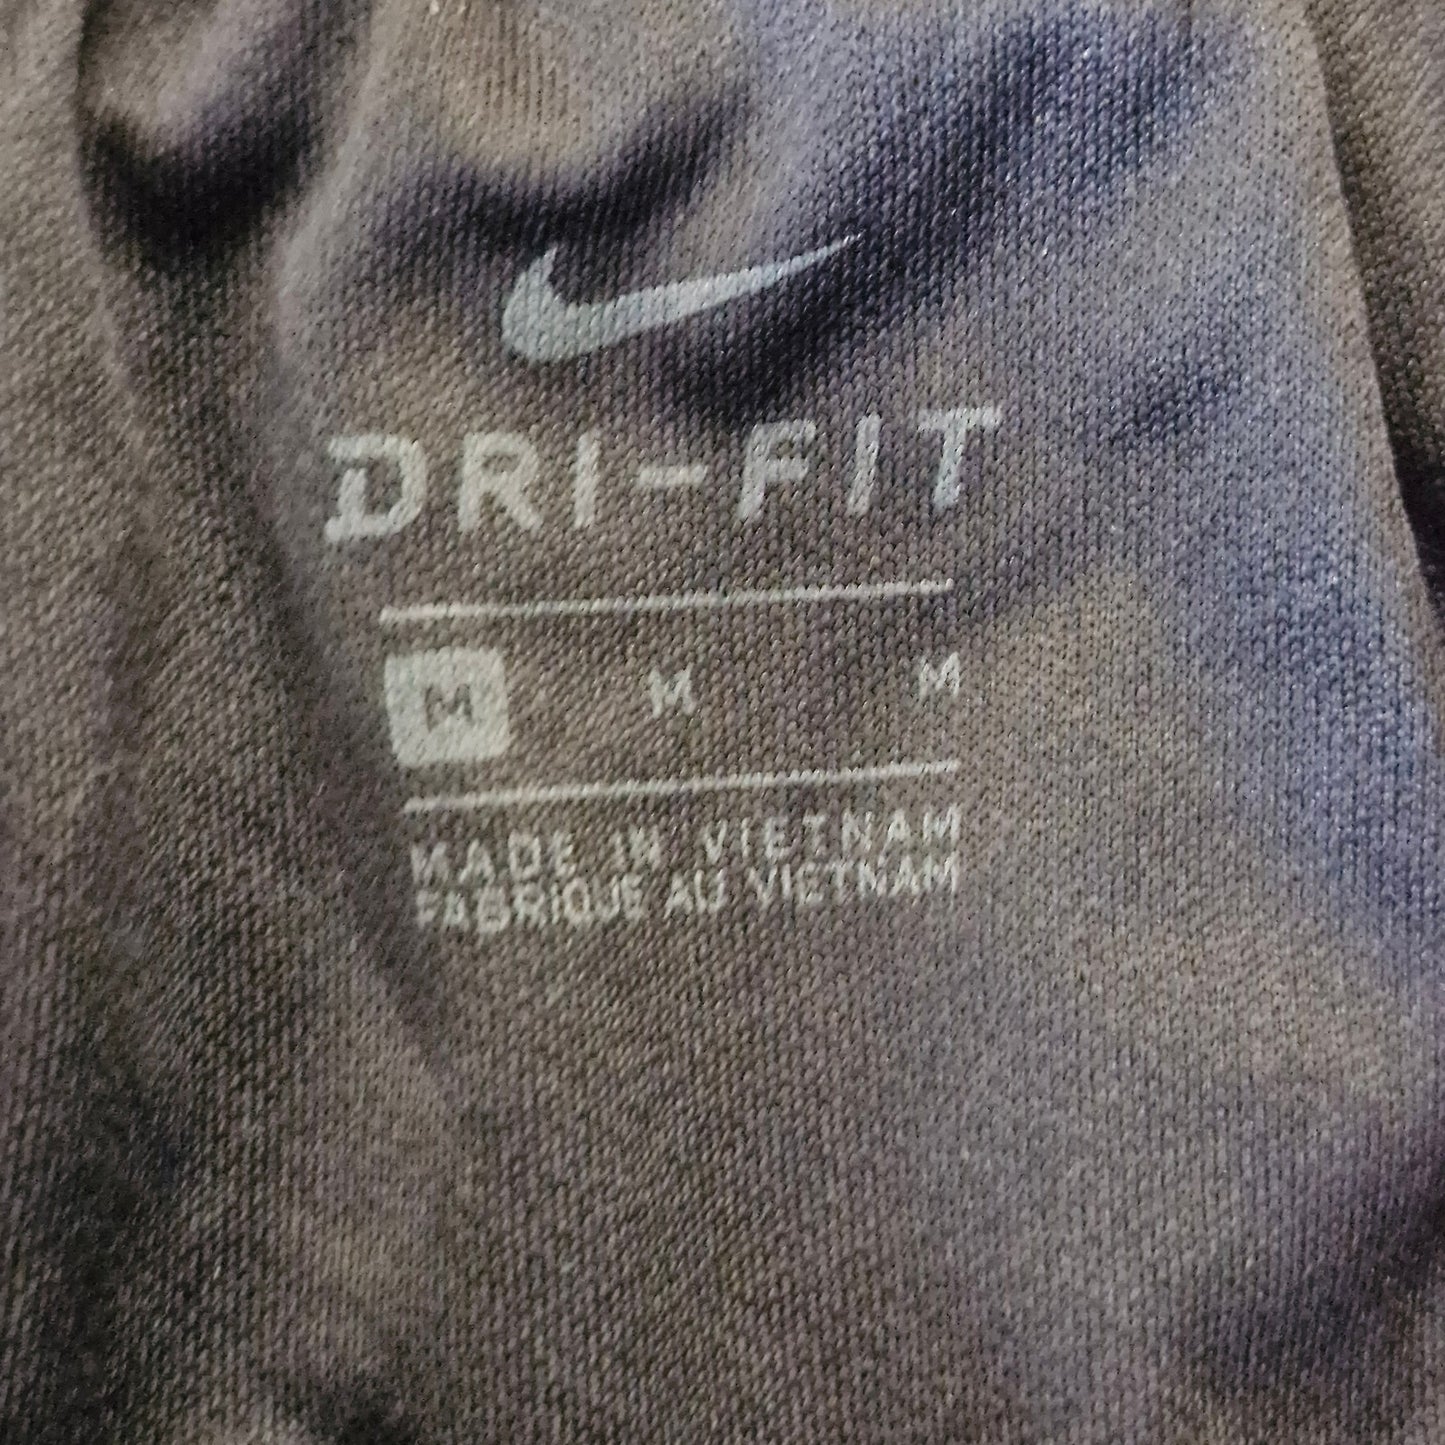 DRI-FIT
M M M
MADE IN VIETNAM
FABRIQUE AU VIETNAM